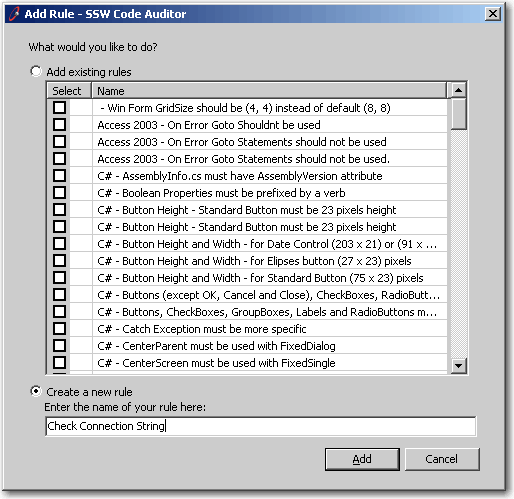 Add Rule - SSW Code Auditor
What would you like to do?
Add existing rules
Select Name
- Win Form GridSize should be (4, 4) instead of default (8, 8)
Access 2003 - On Error Goto Shouldnt be used
Access 2003 - On Error Goto Statements should not be used
Access 2003 - On Error Goto Statements should not be used.
C# - AssemblyInfo.cs must have AssemblyVersion attribute
C# - Boolean Properties must be prefixed by a verb
C# - Button Height - Standard Button must be 23 pixels height
C# - Button Height - Standard Button must be 23 pixels height
C# - Button Height and Width - for Date Control (203 x 21) or (91 x ...
C# - Button Height and Width - for Elipses button (27 x 23) pixels
C# - Button Height and Width - for Standard Button (75 x 23) pixels
C# - Buttons (except OK, Cancel and Close), CheckBoxes, RadioButt...
C# - Buttons, CheckBoxes, GroupBoxes, Labels and RadioButtons m...
C# - Catch Exception must be more specific
C# - CenterParent must be used with FixedDialog
C# - CenterScreen must be used with FixedSingle
Create a new rule
Enter the name of your rule here:
Check Connection String
Add Cancel